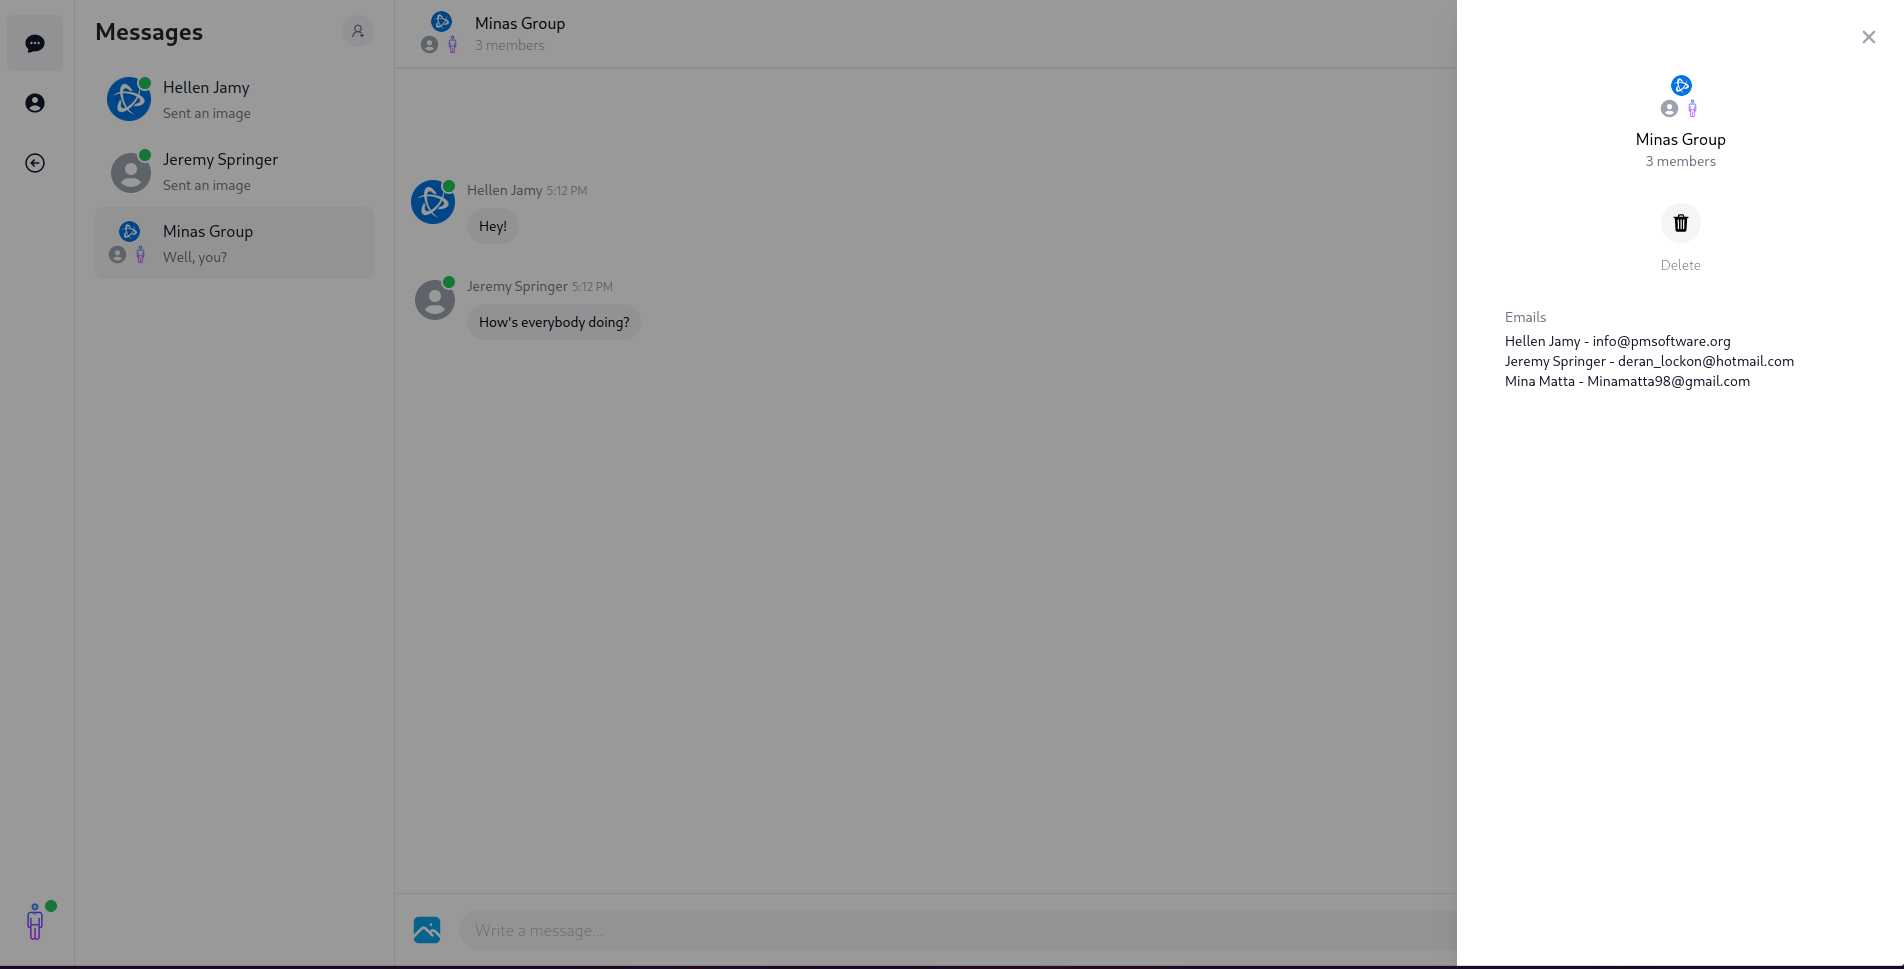 Messages
Hellen Jamy
Sent an image
Jeremy Springer
Sent an image
Minas Group
Well, you?
Minas Group
3 members
Hellen Jamy 5:12 PM
Hey!
Jeremy Springer 5:12 PM
How's everybody doing?
Write a message...
Minas Group
3 members
Delete
Emails
Hellen Jamy - info@pmsoftware.org
Jeremy Springer - deran_lockon@hotmail.com
Mina Matta - Minamatta98@gmail.com